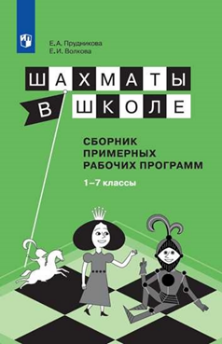 Е.А. Прудникова
Е.И. Волкова
ШАХМАТЫ
В ШКОЛЕ
СБОРНИК
ПРИМЕРНЫХ
РАБОЧИХ ПРОГРАММ
1–7 классы